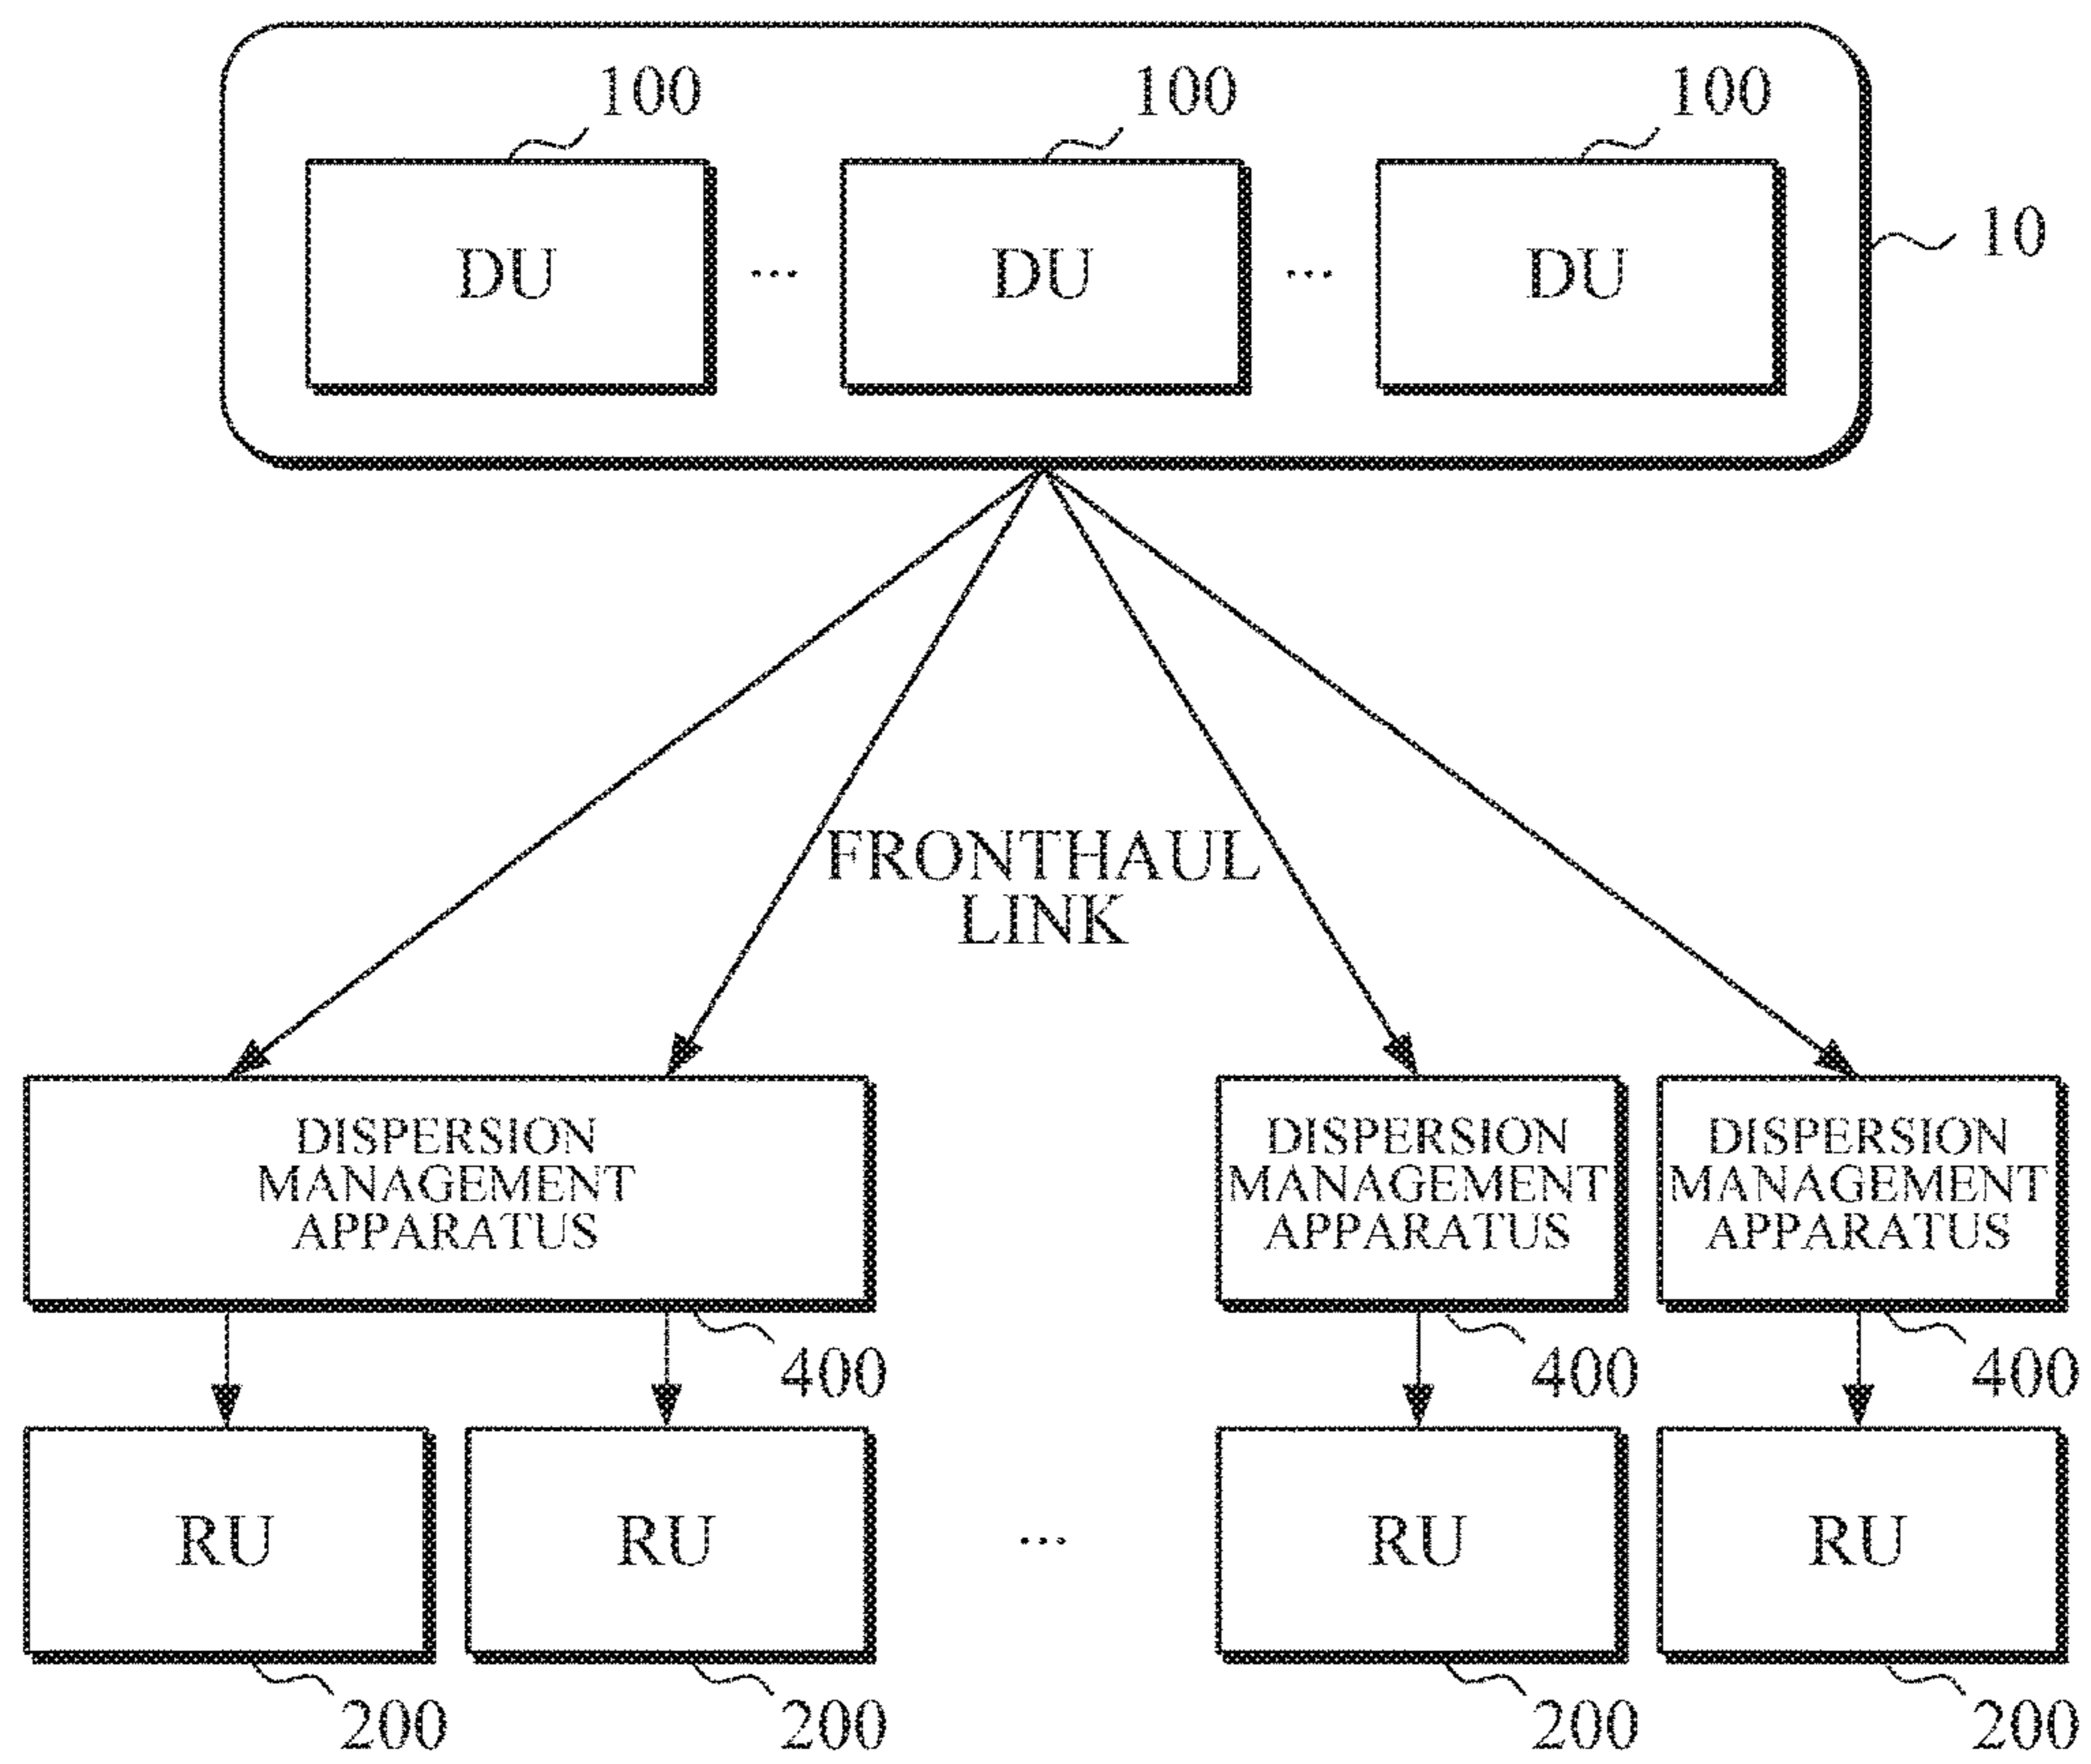 100 100 100
DU ... DU ... DU
10
FRONTHAUL
LINK
DISPERSION
MANAGEMENT
APPARATUS
DISPERSION
MANAGEMENT
APPARATUS
DISPERSION
MANAGEMENT
APPARATUS
400 400 400
RU RU ... RU RU
200 200 200 200